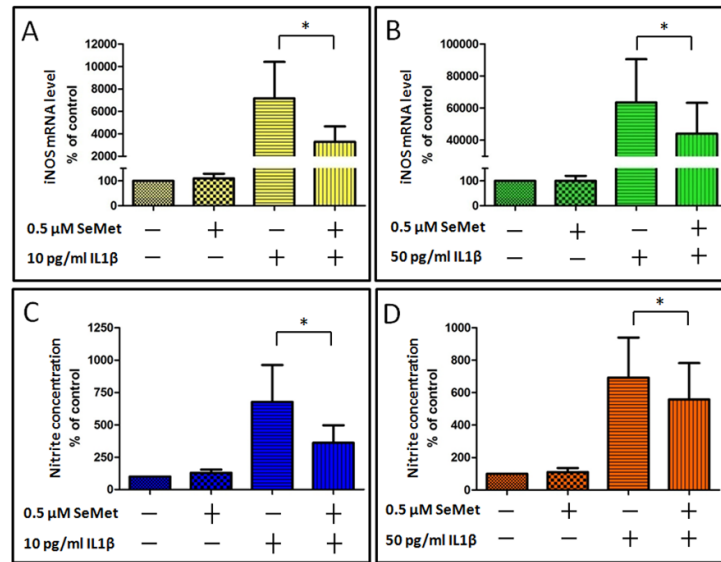 A
iNOS mRNA level
% of control
12000
10000
8000
6000
4000
2000
100
50
0
*
0.5 µM SeMet — + — +
10 pg/ml IL1β — — + +
B
iNOS mRNA level
% of control
100000
80000
60000
40000
100
50
0
*
0.5 µM SeMet — + — +
50 pg/ml IL1β — — + +
C
Nitrite concentration
% of control
1250
1000
750
500
250
0
*
0.5 µM SeMet — + — +
10 pg/ml IL1β — — + +
D
Nitrite concentration
% of control
1000
800
600
400
200
0
*
0.5 µM SeMet — + — +
50 pg/ml IL1β — — + +